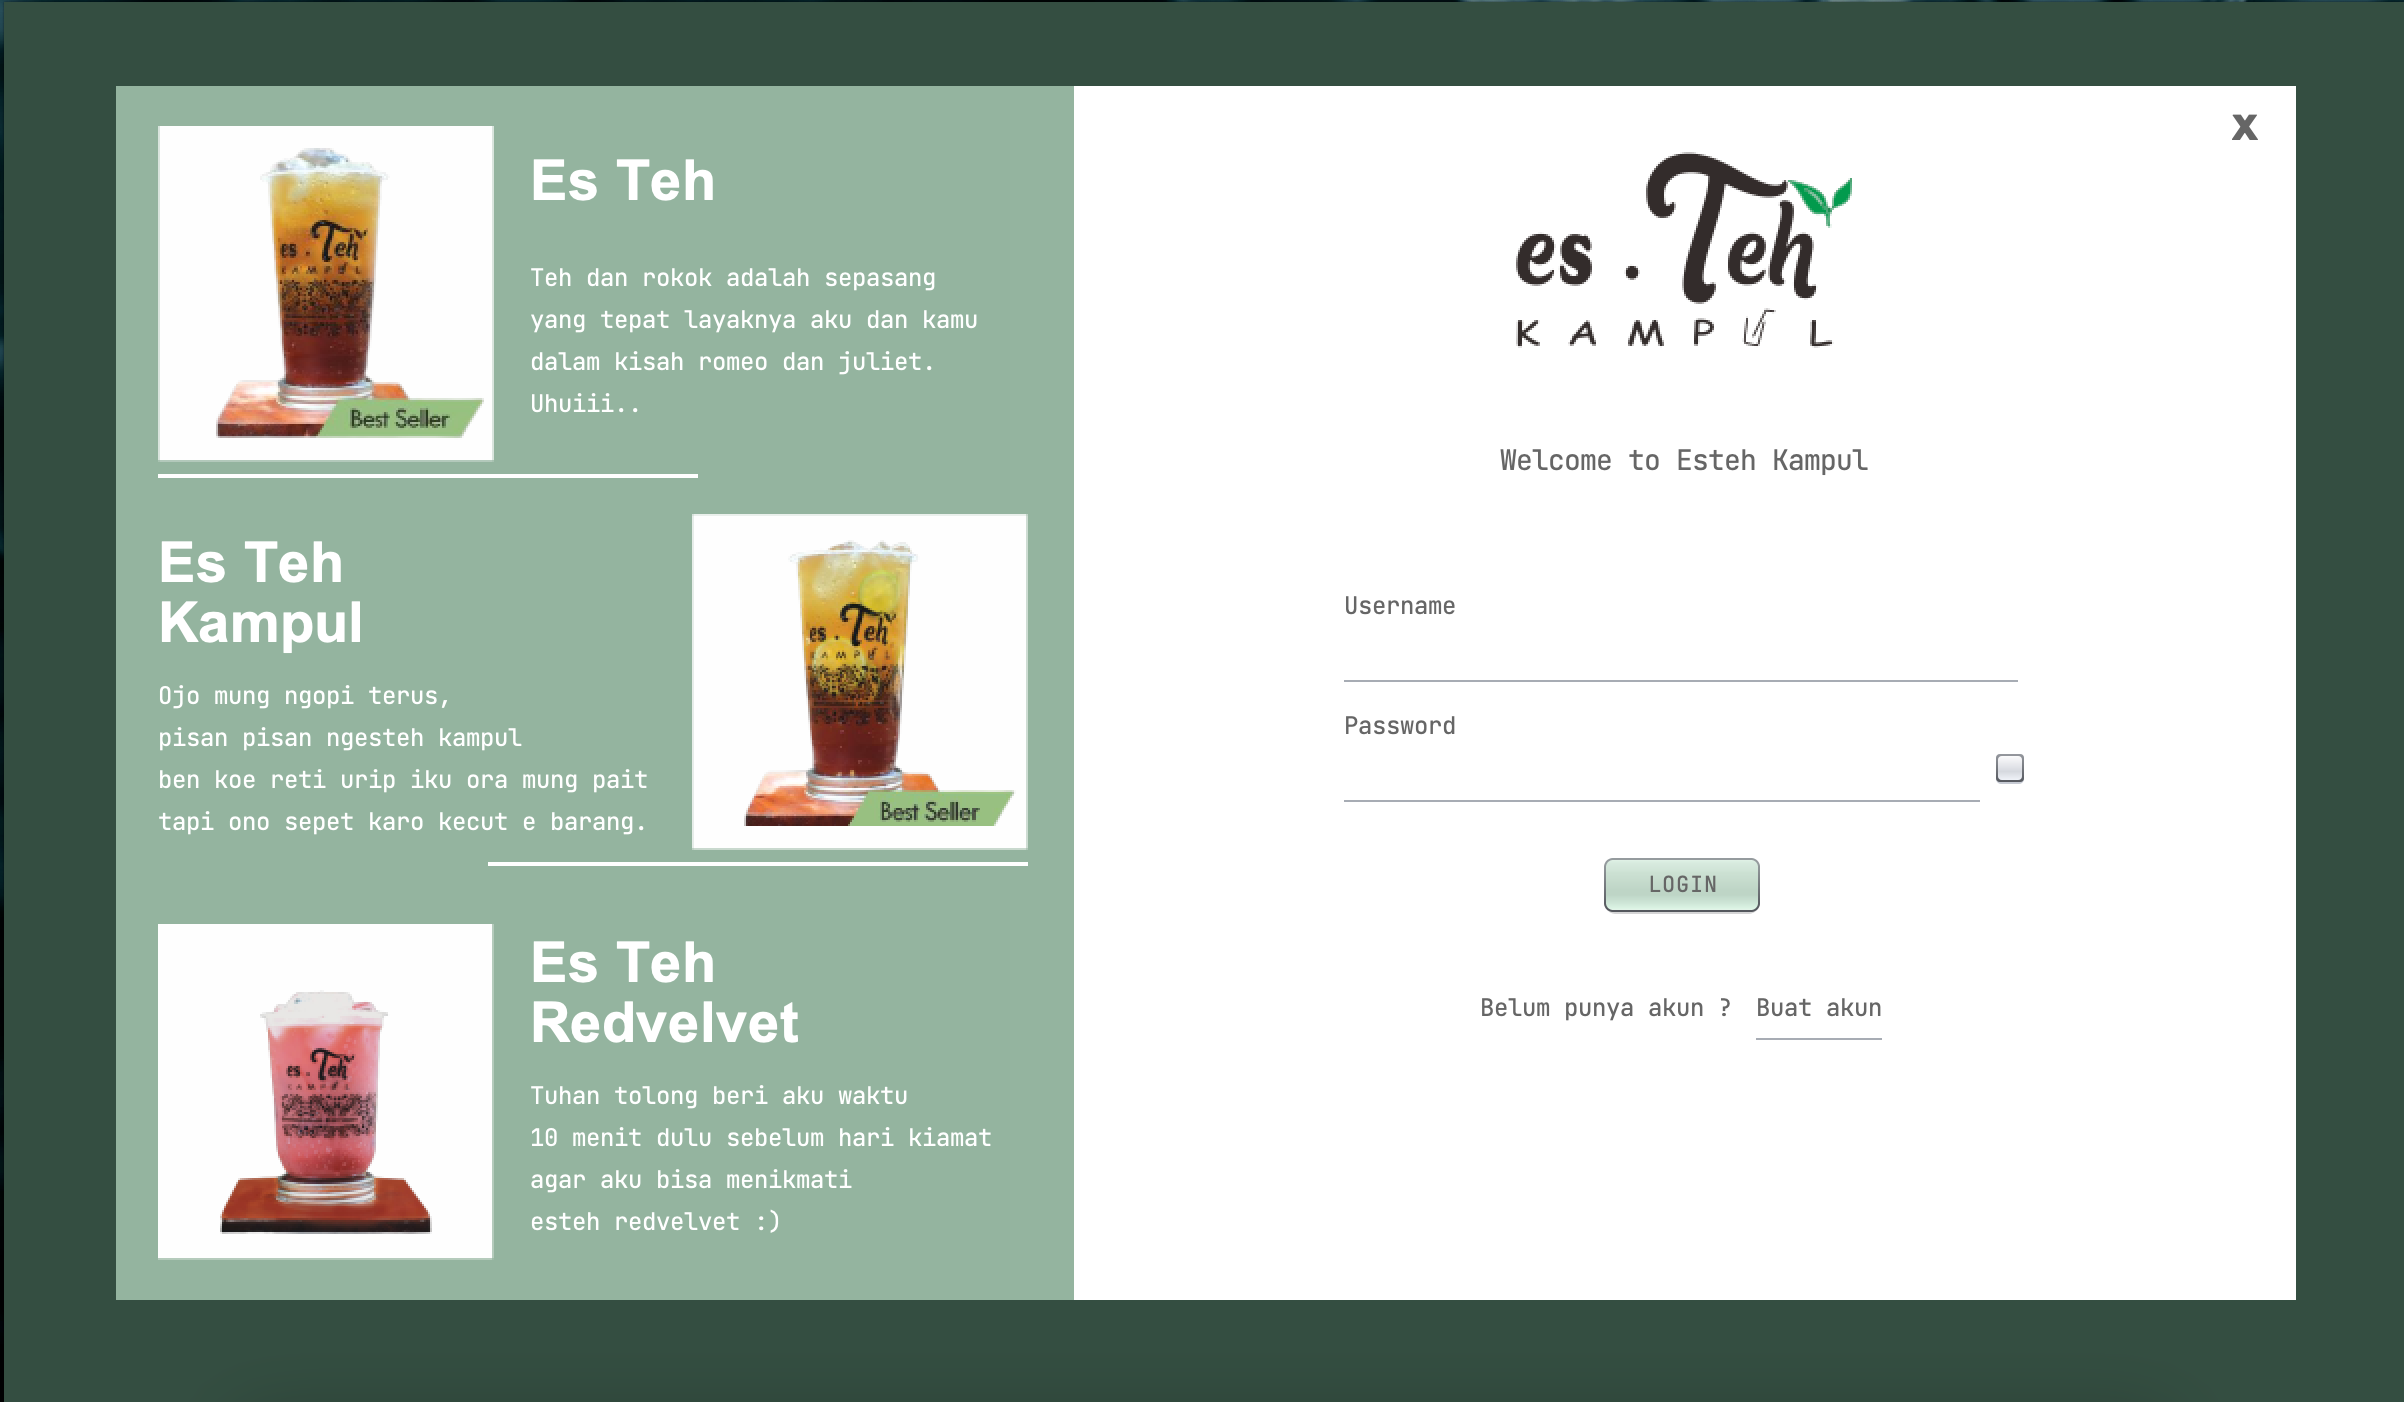 es . Teh
KAMPUL
Best Seller
Es Teh
Teh dan rokok adalah sepasang
yang tepat layaknya aku dan kamu
dalam kisah romeo dan juliet.
Uhuiii..
Es Teh
Kampul
Ojo mung ngopi terus,
pisan pisan ngesteh kampul
ben koe reti urip iku ora mung pait
tapi ono sepet karo kecut e barang.
es . Teh
KAMPUL
Best Seller
es . Teh
KAMPUL
Es Teh
Redvelvet
Tuhan tolong beri aku waktu
10 menit dulu sebelum hari kiamat
agar aku bisa menikmati
esteh redvelvet :)
X
es . Teh
KAMPUL
Welcome to Esteh Kampul
Username
Password
LOGIN
Belum punya akun ? Buat akun